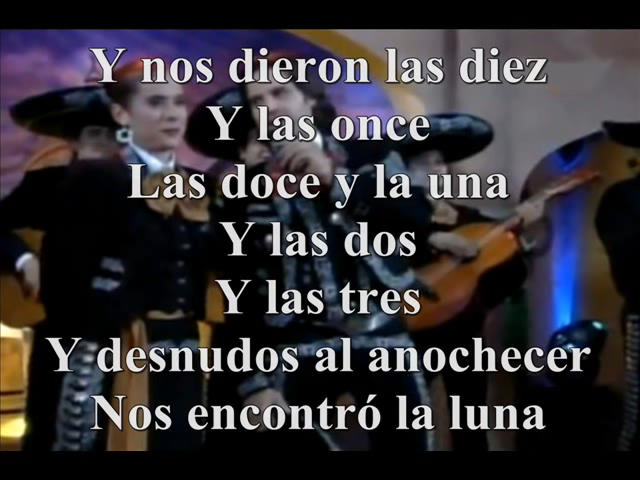 Y nos dieron las diez
Y las once
Las doce y la una
Y las dos
Y las tres
Y desnudos al anochecer
Nos encontró la luna